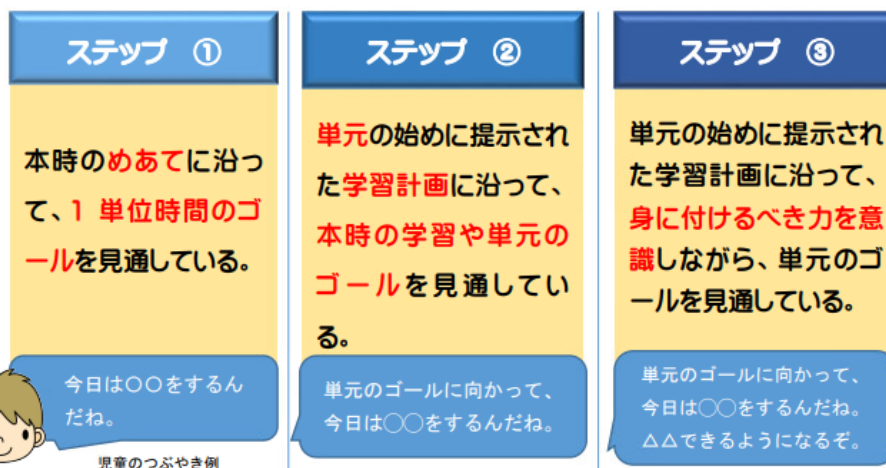 ステップ ①
本時のめあてに沿っ
て、1 単位時間のゴ
ールを見通している。
今日は〇〇をするん
だね。
児童のつぶやき例
ステップ ②
単元の始めに提示され
た学習計画に沿って、
本時の学習や単元の
ゴールを見通してい
る。
単元のゴールに向かって、
今日は◯◯をするんだね。
ステップ ③
単元の始めに提示され
た学習計画に沿って、
身に付けるべき力を意
識しながら、単元のゴ
ールを見通している。
単元のゴールに向かって、
今日は◯◯をするんだね。
△△できるようになるぞ。